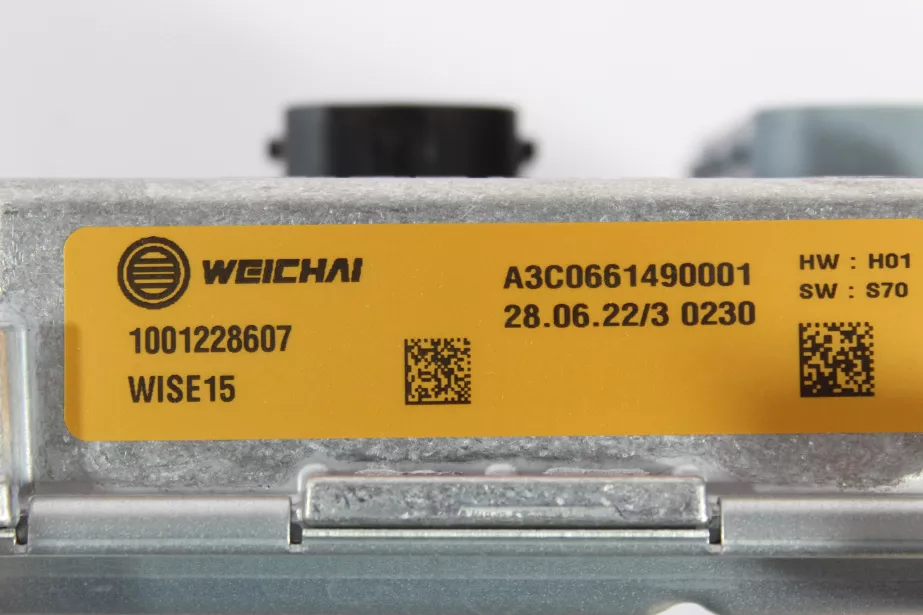 WEICHAI
1001228607
WISE15
A3C0661490001
28.06.22/3 0230
HW : H01
SW : S70